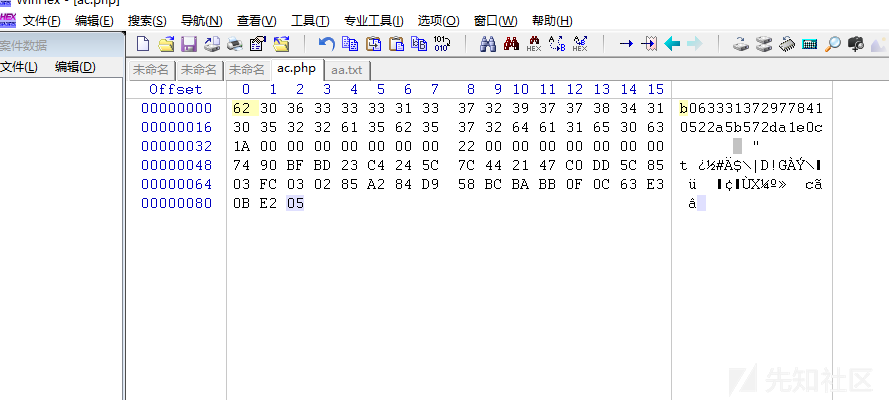 WinHex - [ac.php]
文件(F) 编辑(E) 搜索(S) 导航(N) 查看(V) 工具(T) 专业工具(I) 选项(O) 窗口(W) 帮助(H)
案件数据
文件(L) 编辑(D)
未命名 未命名 未命名 ac.php aa.txt
Offset 0 1 2 3 4 5 6 7 8 9 10 11 12 13 14 15
00000000 62 30 36 33 33 33 31 33 37 32 39 37 37 38 34 31 b063331372977841
00000016 30 35 32 32 61 35 62 35 37 32 64 61 31 65 30 63 0522a5b572da1e0c
00000032 1A 00 00 00 00 00 00 00 22 00 00 00 00 00 00 00 "
00000048 74 90 BF BD 23 C4 24 5C 7C 44 21 47 C0 DD 5C 85 t ¿½#Ä$\|D!GÀÝ\
00000064 03 FC 03 02 85 A2 84 D9 58 BC BA BB 0F 0C 63 E3 ü ¢ ÙX¼º» cã
00000080 0B E2 05 â
先知社区